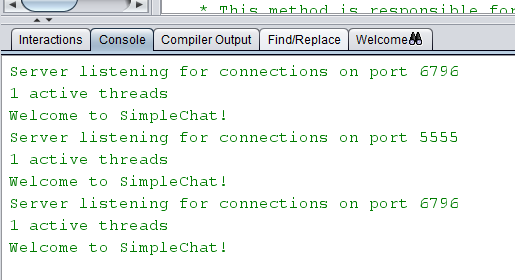 * This method is responsible for
Interactions Console Compiler Output Find/Replace Welcome
Server listening for connections on port 6796
1 active threads
Welcome to SimpleChat!
Server listening for connections on port 5555
1 active threads
Welcome to SimpleChat!
Server listening for connections on port 6796
1 active threads
Welcome to SimpleChat!